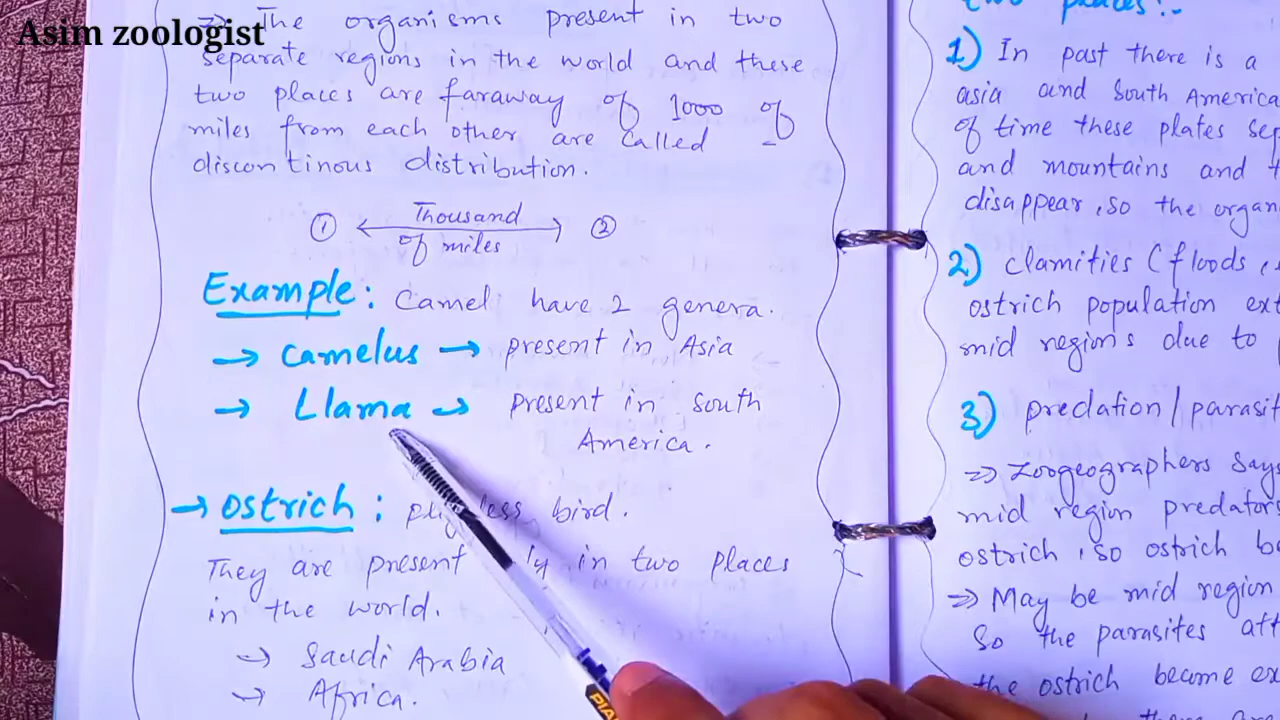 Asim zoologist
=> The organisms present in two
separate regions in the world and these
two places are faraway of 1000 of
miles from each other are called
discontinous distribution.
① Thousand ②
of miles
Example: Camel have 2 genera.
→ camelus → present in Asia
→ Llama → present in south
America.
→ ostrich: bird.
They are present in two places
in the world.
→ Saudi Arabia
→ Africa.
two places:-
1) In past there is a
asia and South America
of time these plates
and mountains and
disappear, so the
2) clamities (floods,
ostrich population
mid regions due to
3) predation/
=> Zoogeographers says
mid region predators
ostrich, so ostrich
=> May be mid region
So the parasites
the ostrich became